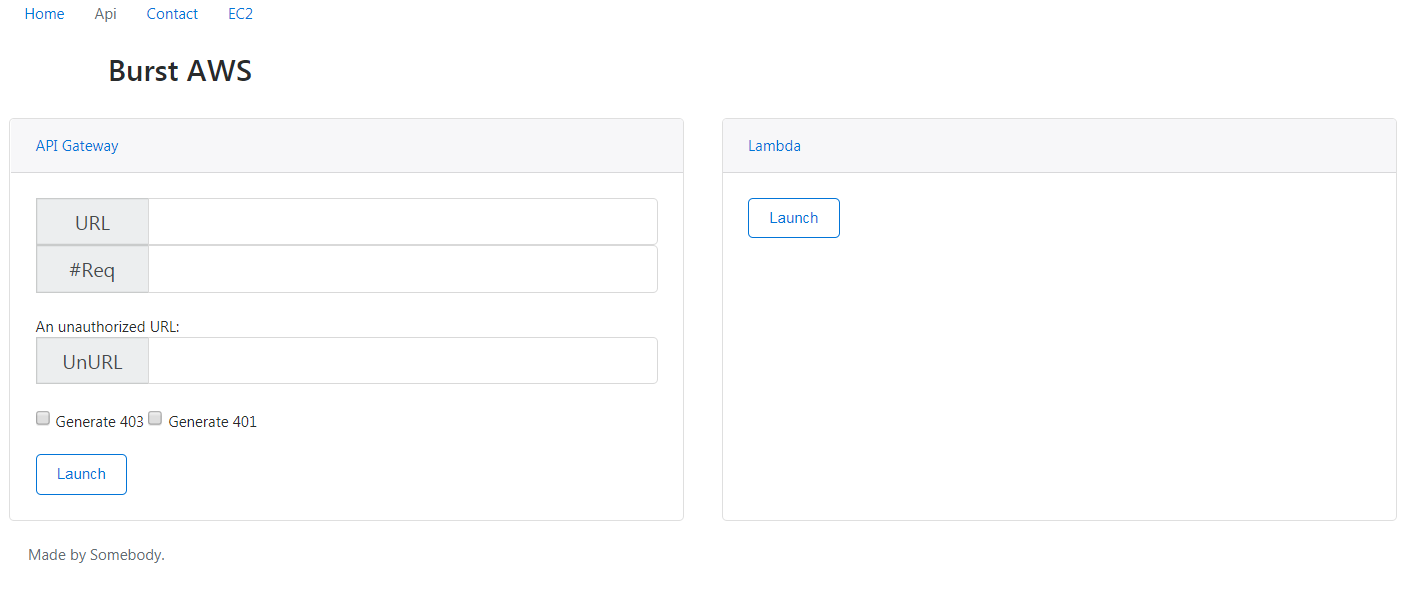 Home Api Contact EC2
Burst AWS
API Gateway
URL
#Req
An unauthorized URL:
UnURL
Generate 403 Generate 401
Launch
Lambda
Launch
Made by Somebody.